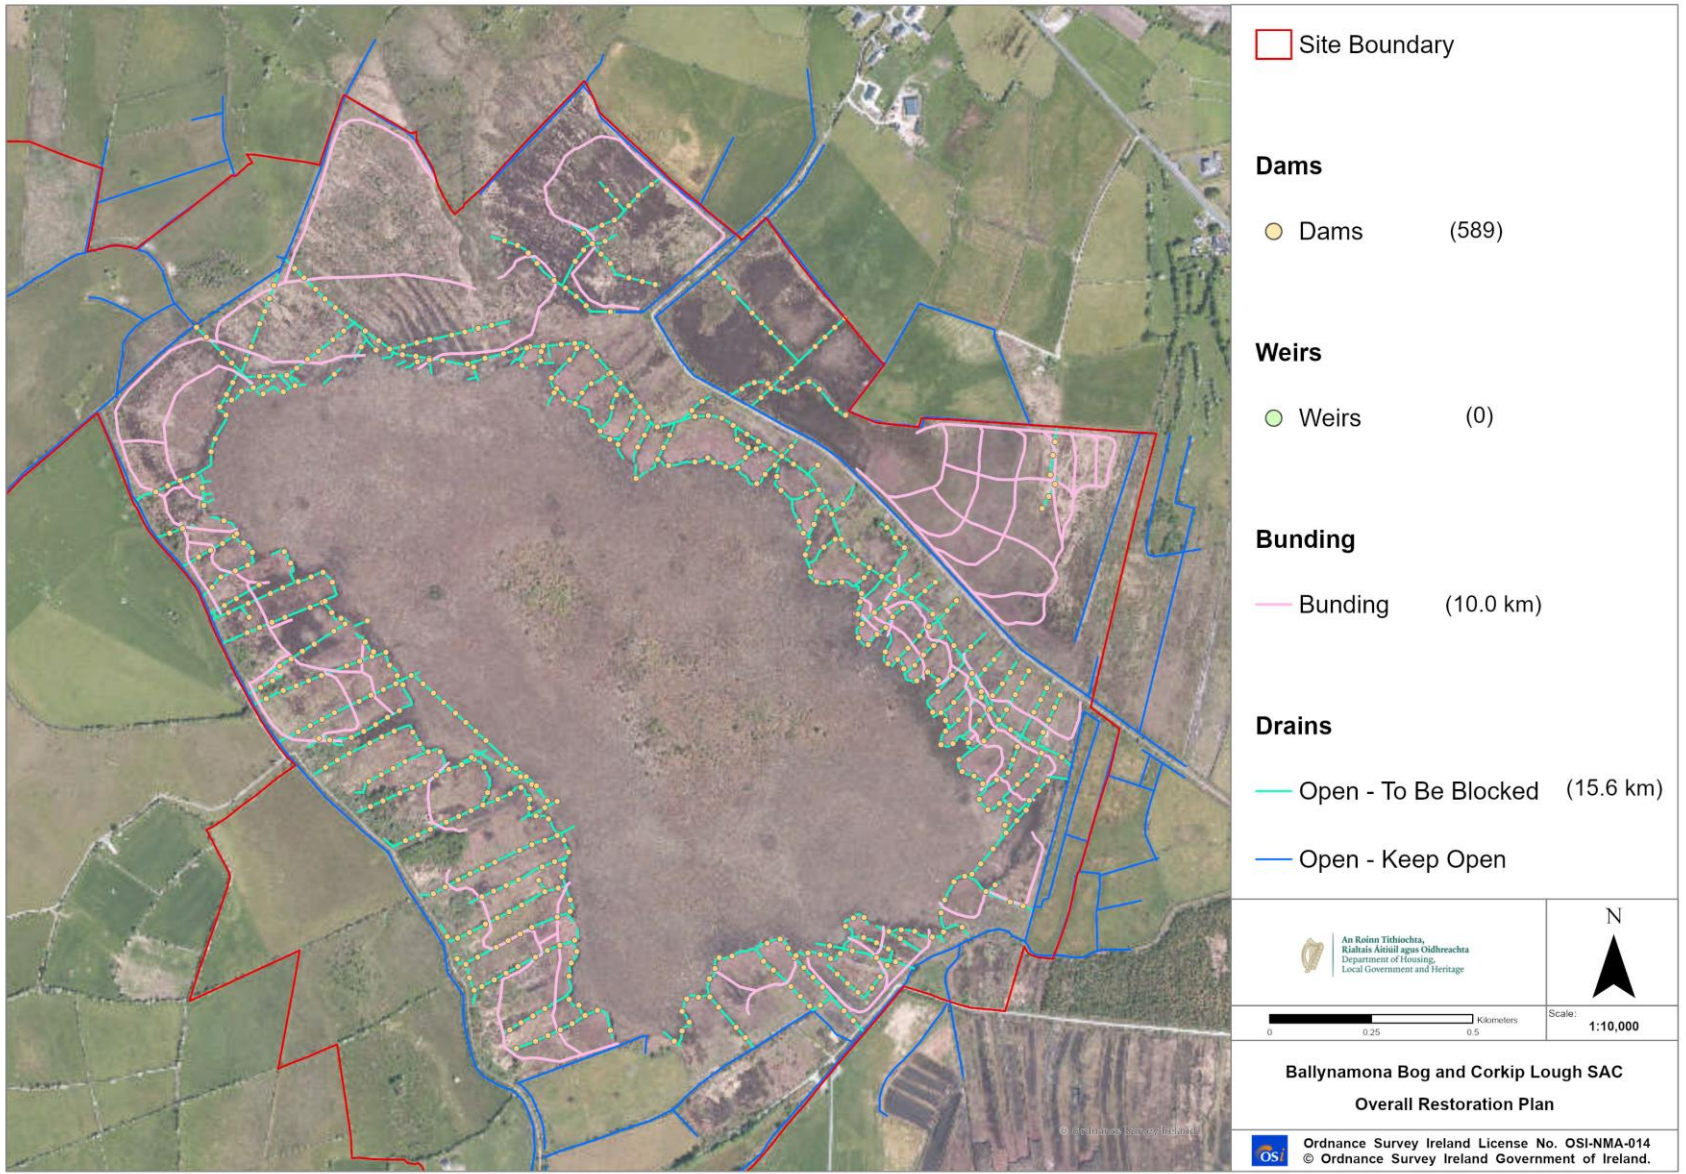 Site Boundary
Dams
Dams (589)
Weirs
Weirs (0)
Bunding
Bunding (10.0 km)
Drains
Open - To Be Blocked (15.6 km)
Open - Keep Open
An Roinn Tithíochta,
Rialtais Áitiúil agus Oidhreachta
Department of Housing,
Local Government and Heritage
N
Kilometers
0 0.25 0.5
Scale:
1:10,000
Ballynamona Bog and Corkip Lough SAC
Overall Restoration Plan
OSi
Ordnance Survey Ireland License No. OSI-NMA-014
© Ordnance Survey Ireland Government of Ireland.
© Ordnance Survey Ireland